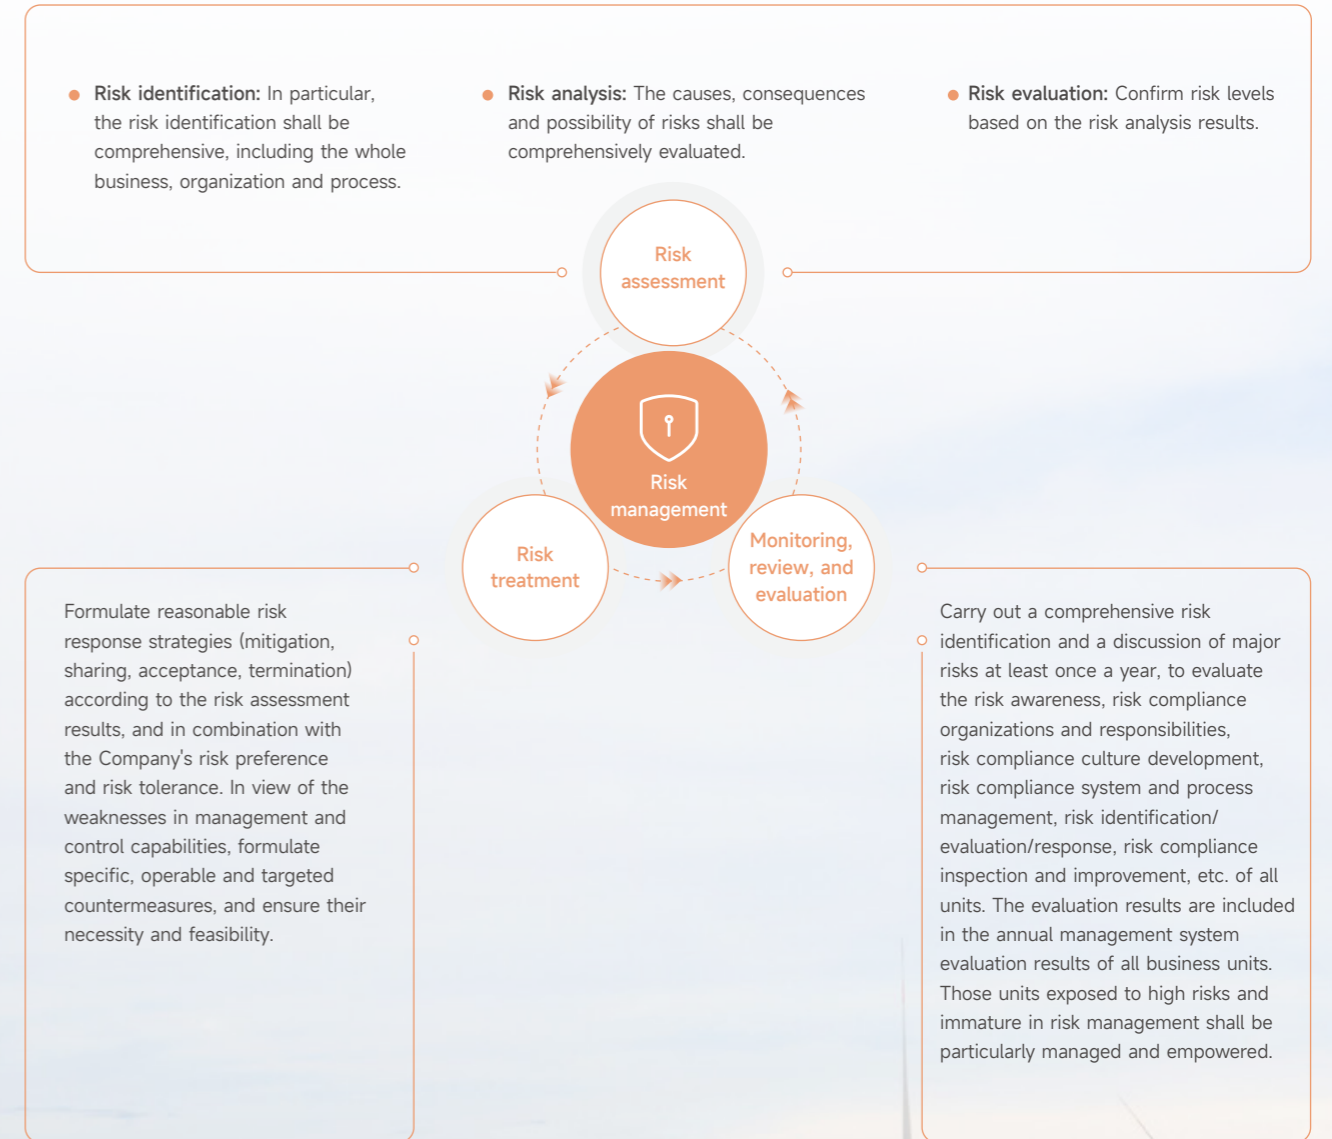 Risk identification: In particular,
the risk identification shall be
comprehensive, including the whole
business, organization and process.
Risk analysis: The causes, consequences
and possibility of risks shall be
comprehensively evaluated.
Risk evaluation: Confirm risk levels
based on the risk analysis results.
Risk
assessment
Risk
management
Risk
treatment
Monitoring,
review, and
evaluation
Formulate reasonable risk
response strategies (mitigation,
sharing, acceptance, termination)
according to the risk assessment
results, and in combination with
the Company's risk preference
and risk tolerance. In view of the
weaknesses in management and
control capabilities, formulate
specific, operable and targeted
countermeasures, and ensure their
necessity and feasibility.
Carry out a comprehensive risk
identification and a discussion of major
risks at least once a year, to evaluate
the risk awareness, risk compliance
organizations and responsibilities,
risk compliance culture development,
risk compliance system and process
management, risk identification/
evaluation/response, risk compliance
inspection and improvement, etc. of all
units. The evaluation results are included
in the annual management system
evaluation results of all business units.
Those units exposed to high risks and
immature in risk management shall be
particularly managed and empowered.